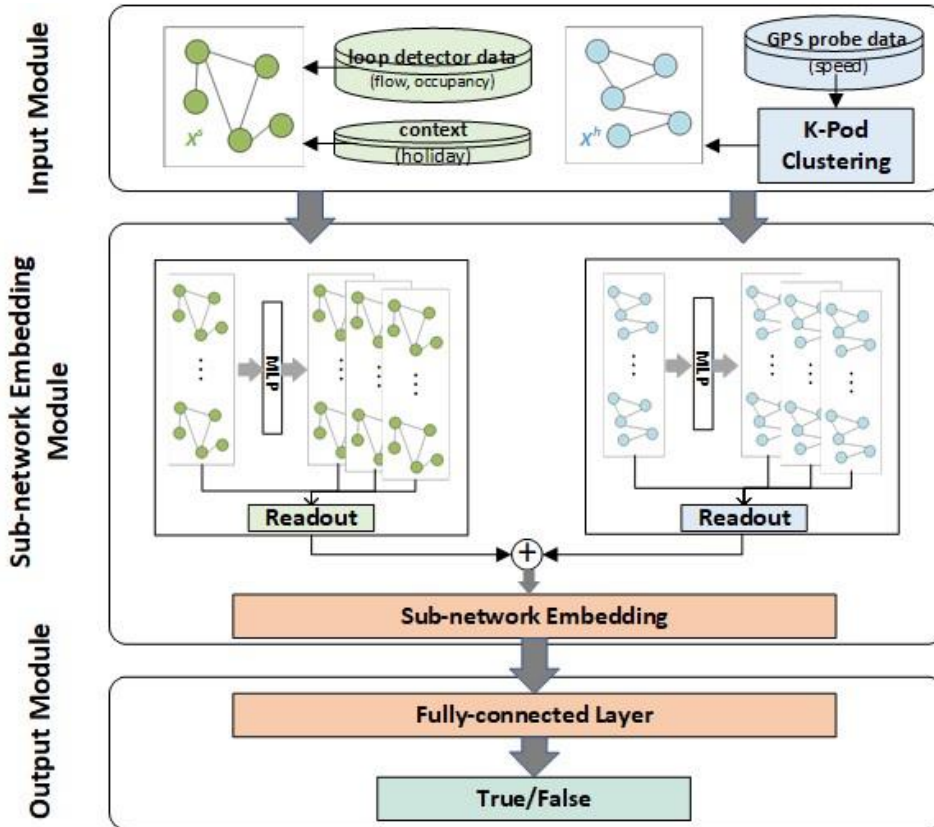 Input Module
loop detector data
(flow, occupancy)
context
(holiday)
X^s
GPS probe data
(speed)
K-Pod
Clustering
X^h
Sub-network Embedding
Module
MLP
Readout
MLP
Readout
+
Sub-network Embedding
Output Module
Fully-connected Layer
True/False